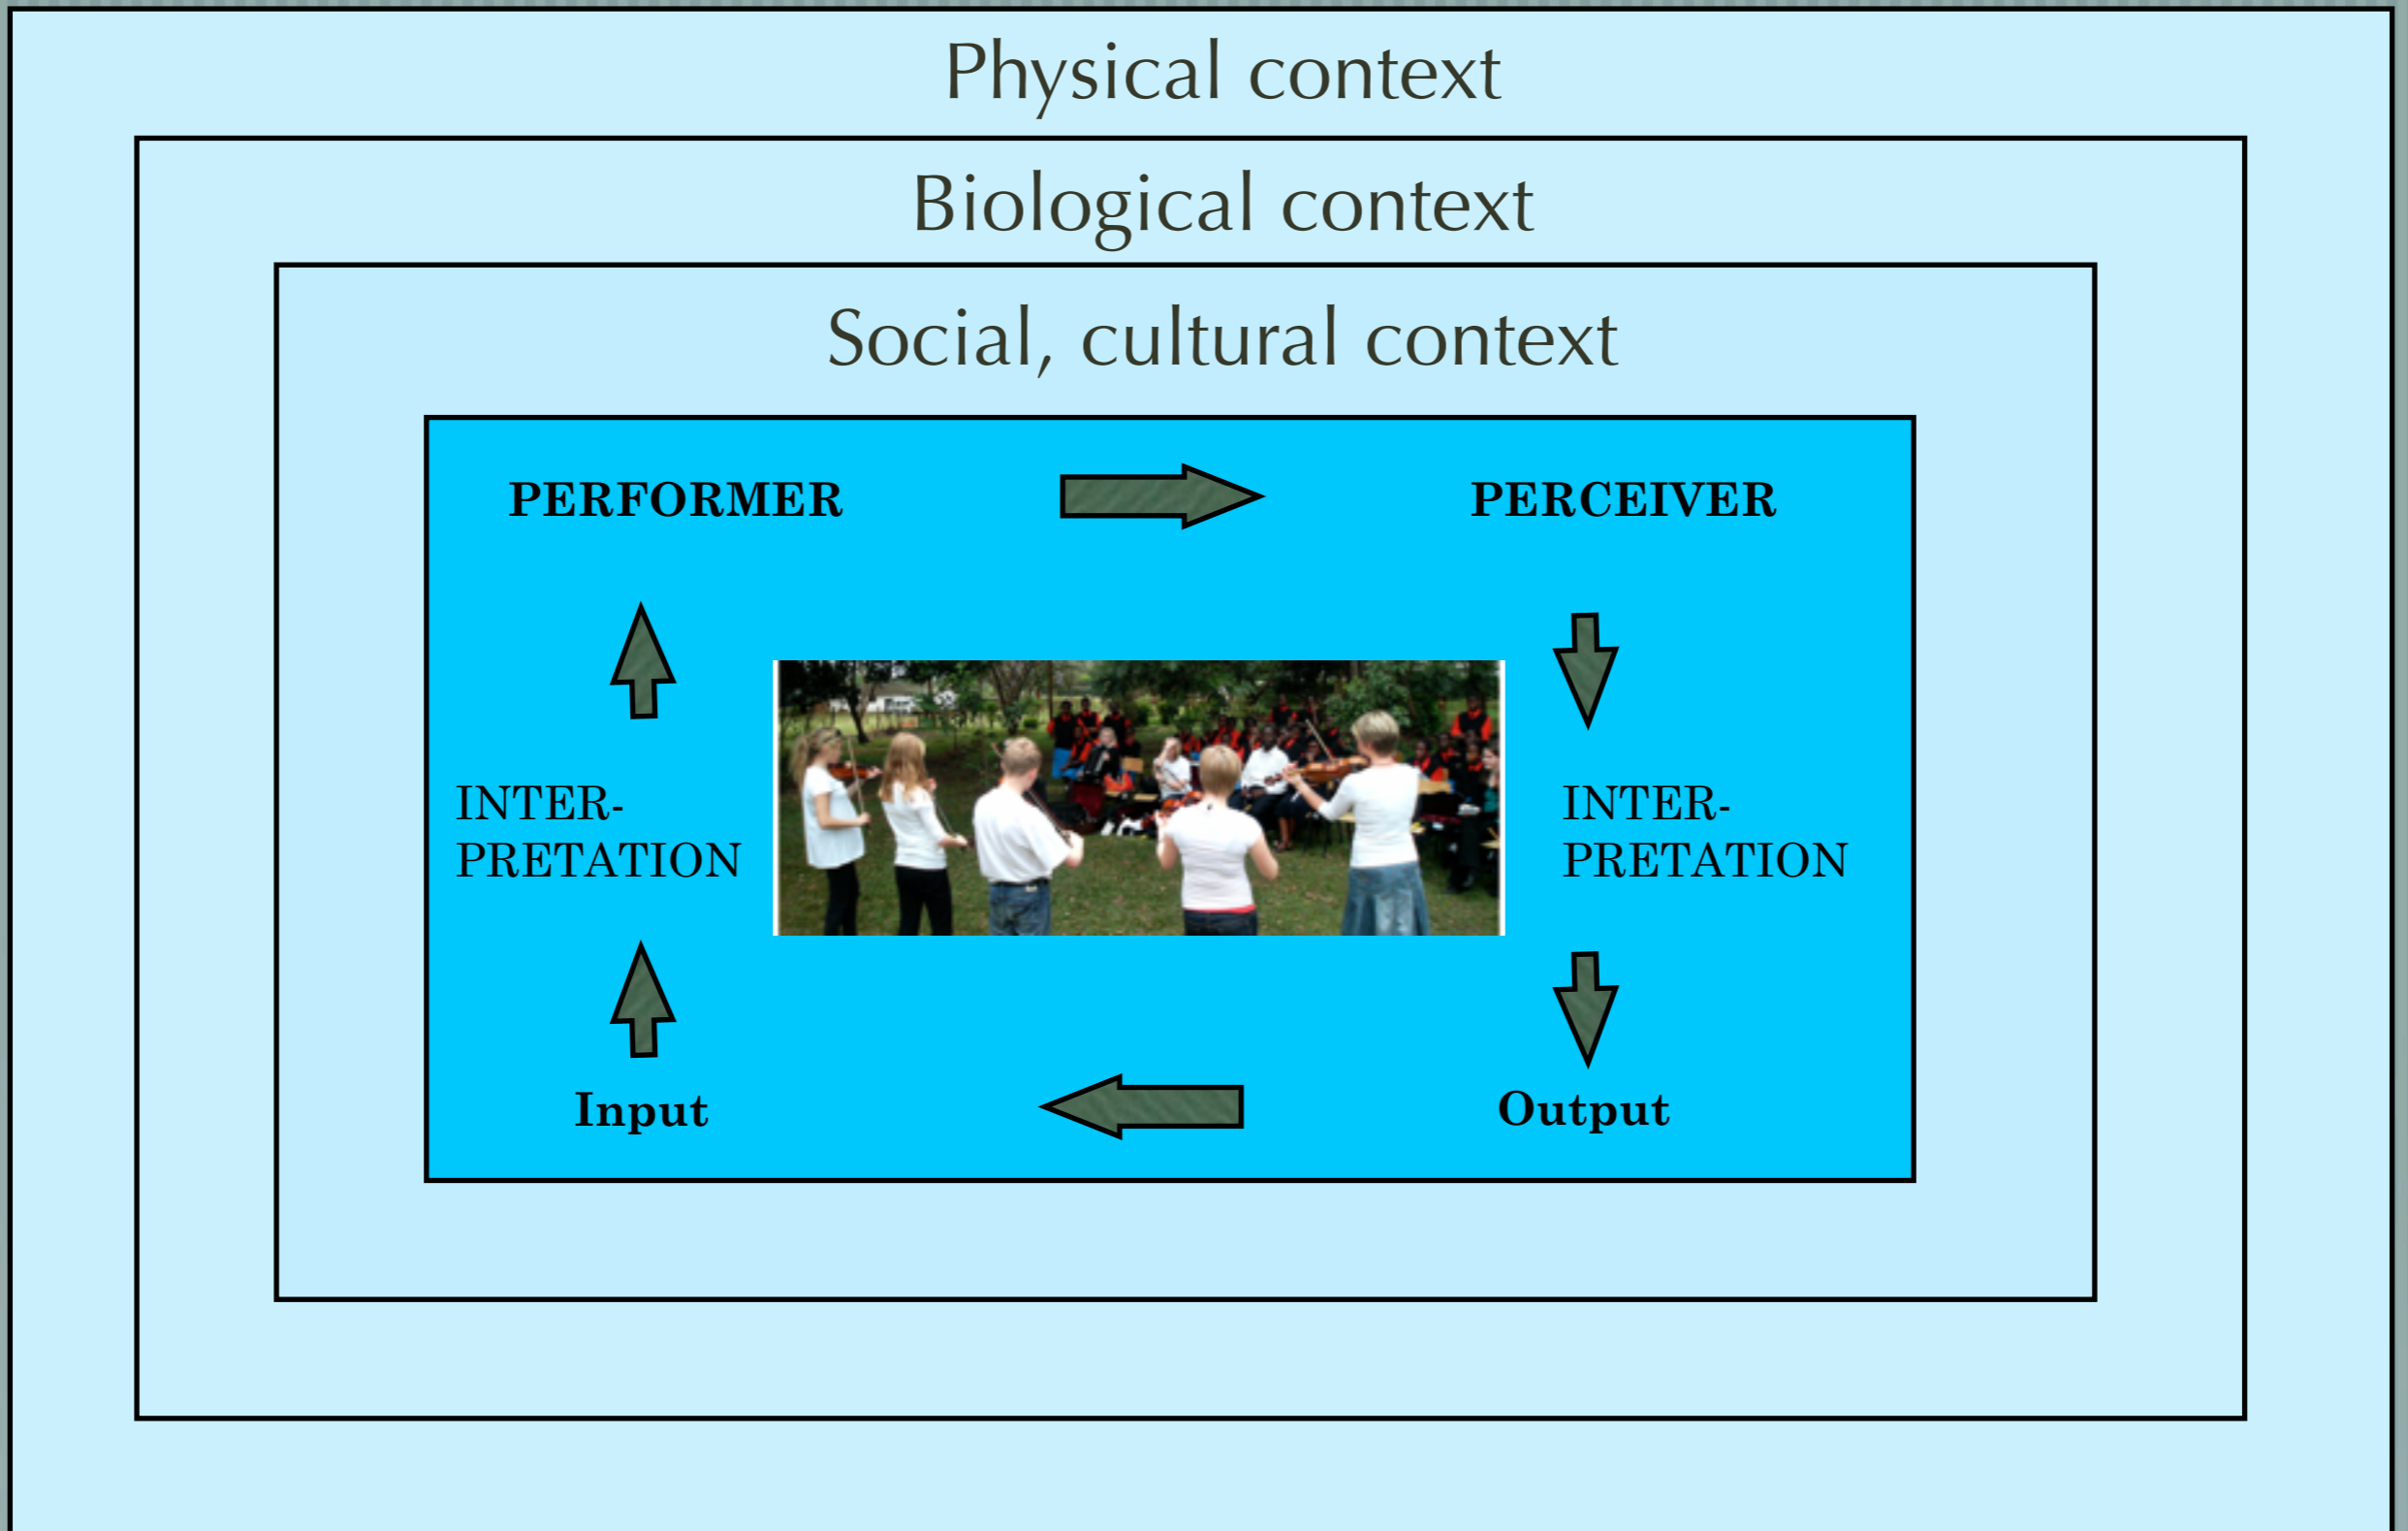 Physical context
Biological context
Social, cultural context
PERFORMER
PERCEIVER
INTER-
PRETATION
INTER-
PRETATION
Input
Output